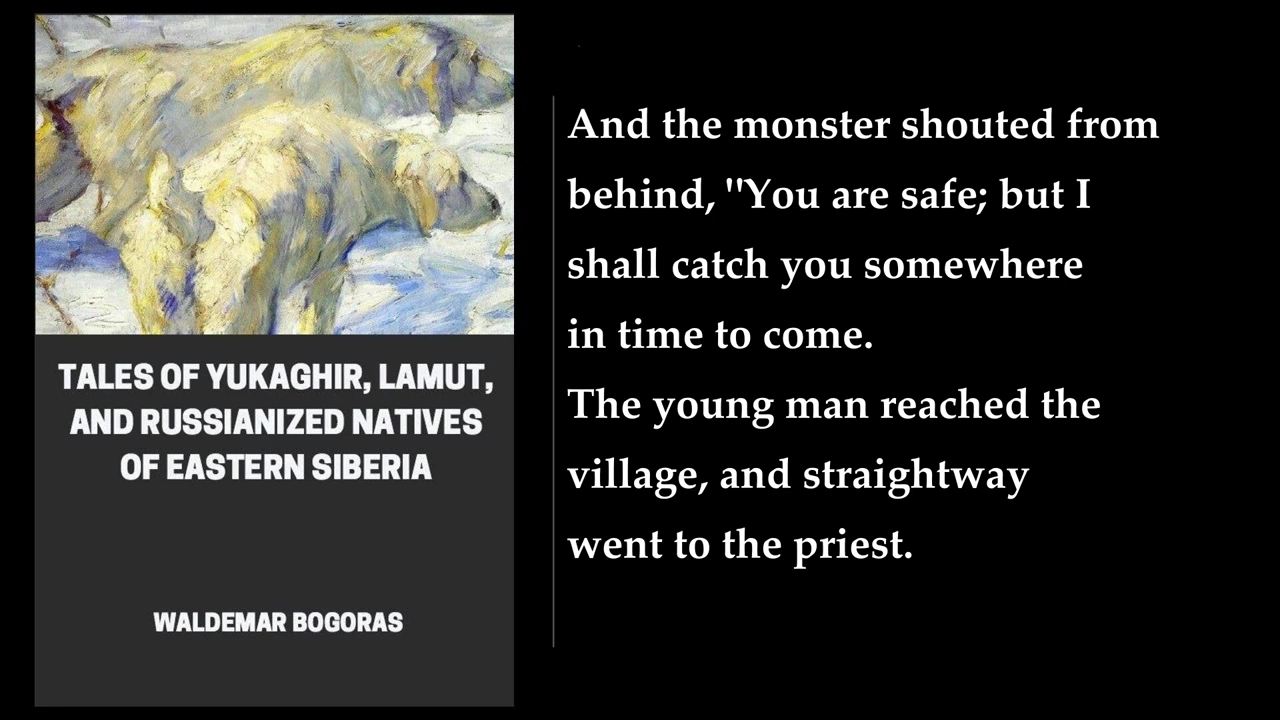 TALES OF YUKAGHIR, LAMUT,
AND RUSSIANIZED NATIVES
OF EASTERN SIBERIA
WALDEMAR BOGORAS
And the monster shouted from
behind, "You are safe; but I
shall catch you somewhere
in time to come.
The young man reached the
village, and straightway
went to the priest.